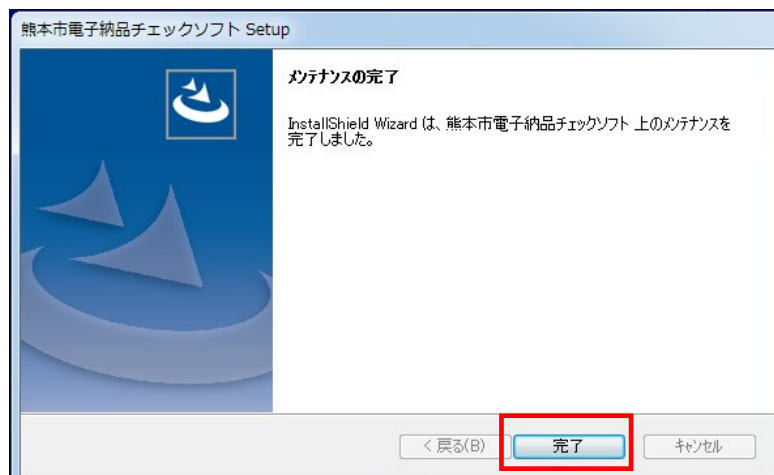 熊本市電子納品チェックソフト Setup
メンテナンスの完了
InstallShield Wizard は、熊本市電子納品チェックソフト 上のメンテナンスを
完了しました。
< 戻る(B)
完了
キャンセル